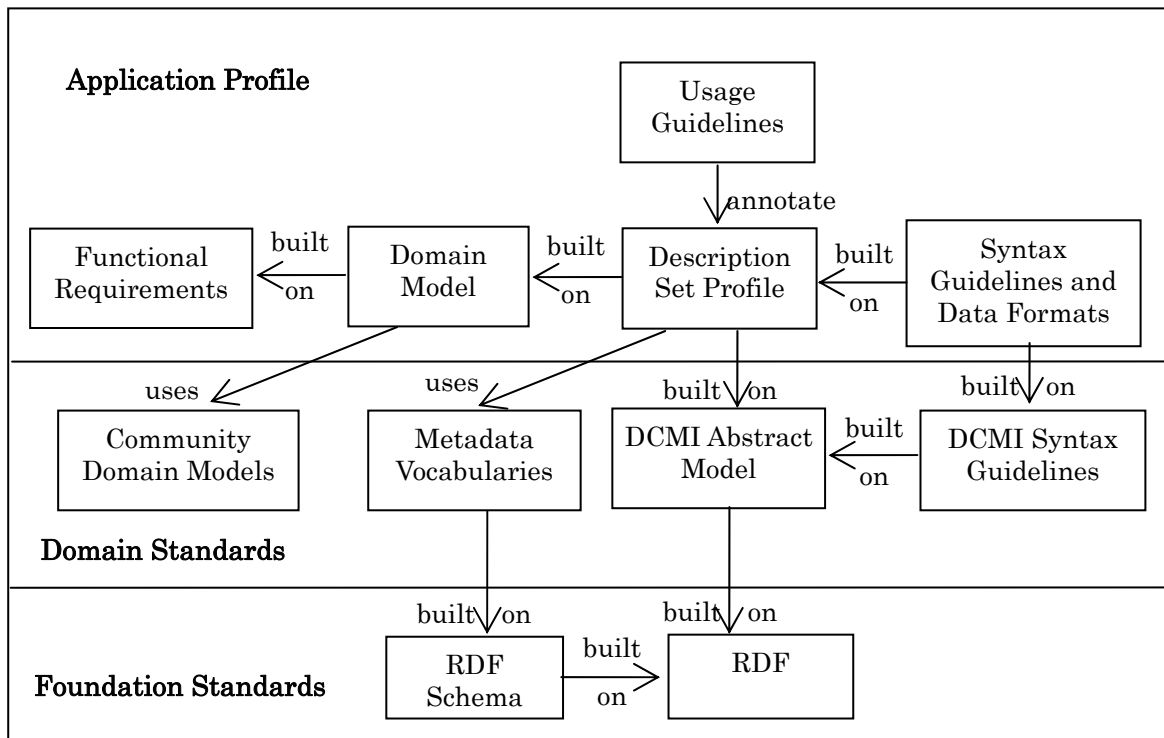 Application Profile
Usage
Guidelines
annotate
Functional
Requirements
built
on
Domain
Model
built
on
Description
Set Profile
built
on
Syntax
Guidelines and
Data Formats
uses
uses
built on
built on
Community
Domain Models
Metadata
Vocabularies
DCMI Abstract
Model
built
on
DCMI Syntax
Guidelines
Domain Standards
built on
built on
Foundation Standards
RDF
Schema
built
on
RDF